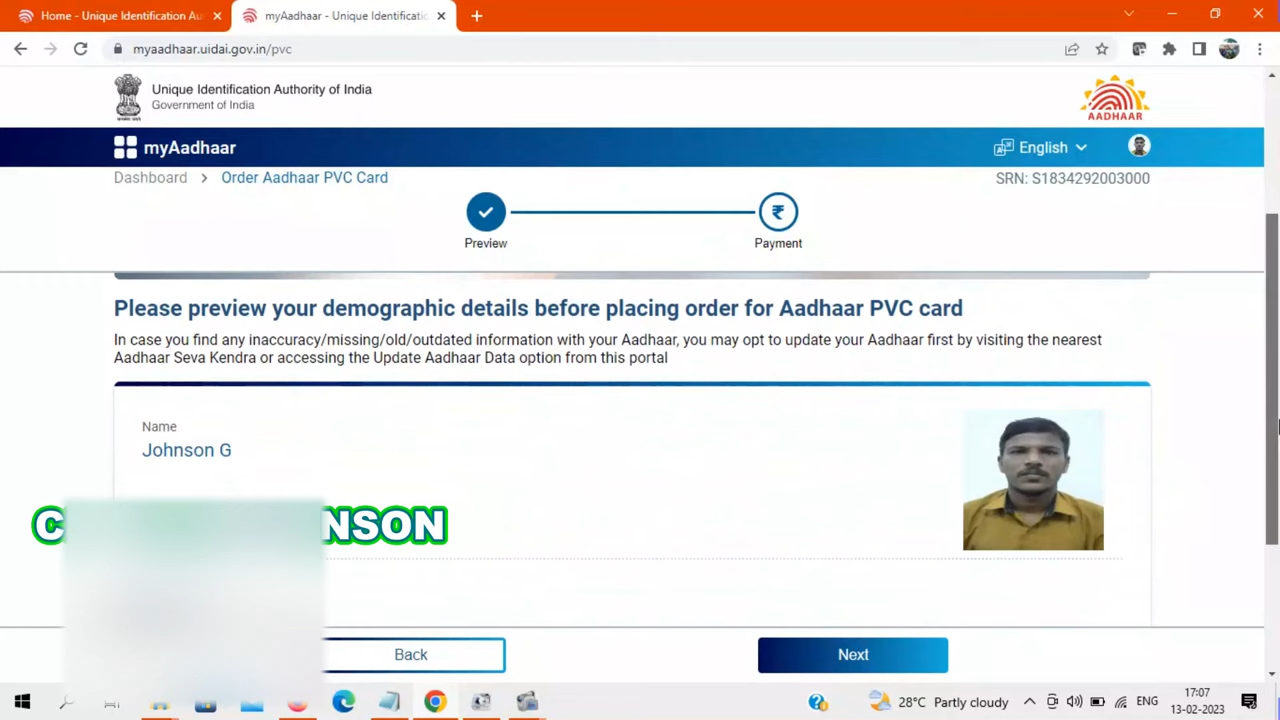 Home - Unique Identification Au
myAadhaar - Unique Identificatic
myaadhaar.uidai.gov.in/pvc
Unique Identification Authority of India
Government of India
AADHAAR
myAadhaar
English
Dashboard > Order Aadhaar PVC Card
SRN: S1834292003000
₹
Preview
Payment
Please preview your demographic details before placing order for Aadhaar PVC card
In case you find any inaccuracy/missing/old/outdated information with your Aadhaar, you may opt to update your Aadhaar first by visiting the nearest
Aadhaar Seva Kendra or accessing the Update Aadhaar Data option from this portal
Name
Johnson G
C NSON
Back
Next
28°C Partly cloudy
ENG
17:07
13-02-2023